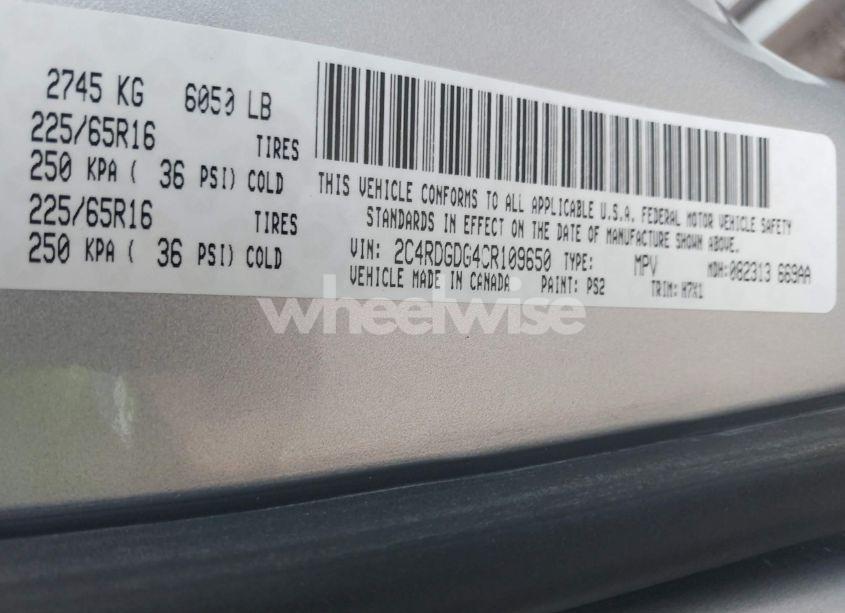 2745 KG 6050 LB
225/65R16 TIRES
250 KPA ( 36 PSI) COLD
225/65R16 TIRES
250 KPA ( 36 PSI) COLD
THIS VEHICLE CONFORMS TO ALL APPLICABLE U.S.A. FEDERAL MOTOR VEHICLE SAFETY
STANDARDS IN EFFECT ON THE DATE OF MANUFACTURE SHOWN ABOVE.
VIN: 2C4RDGDG4CR109650 TYPE: MPV MDH:082313 669AA
VEHICLE MADE IN CANADA PAINT: PS2 TRIM: H7X1
wheelwise